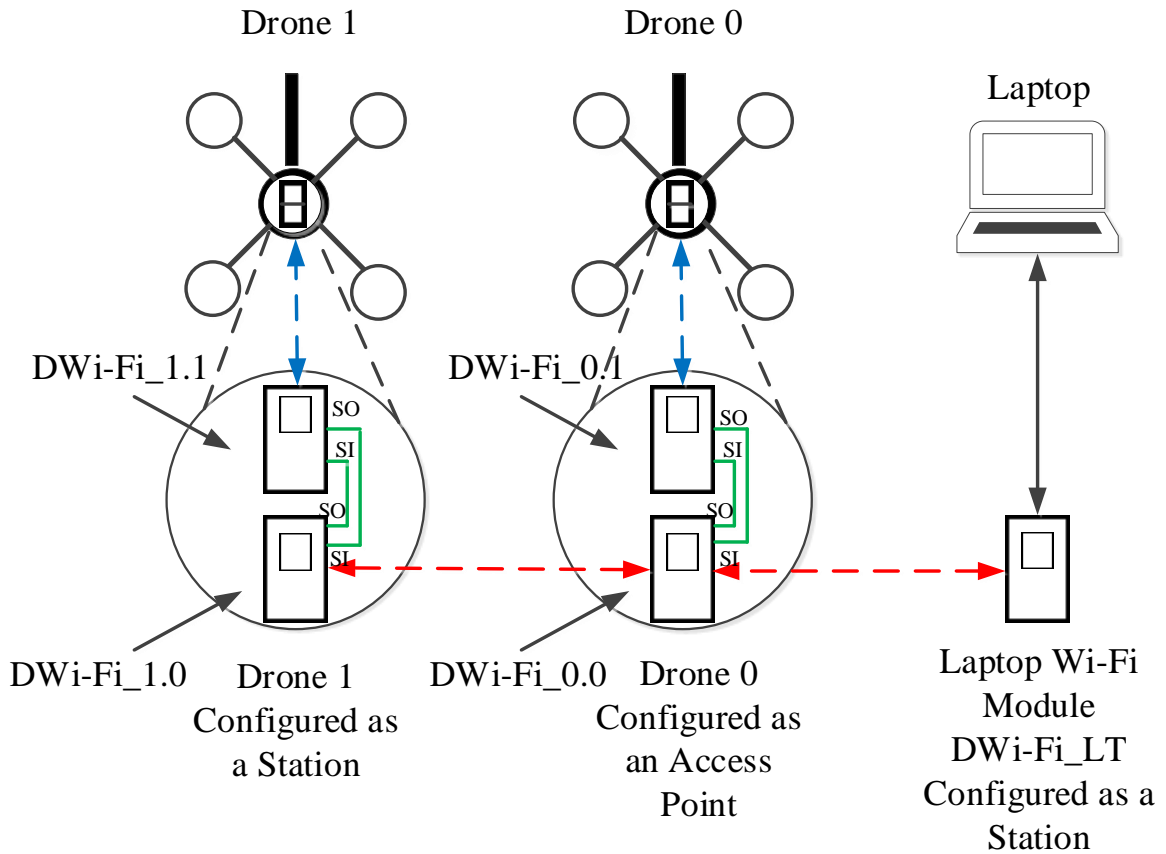 Drone 1
Drone 0
Laptop
DWi-Fi_1.1
DWi-Fi_0.1
SO
SI
SO
SI
SO
SI
SO
SI
DWi-Fi_1.0
DWi-Fi_0.0
Drone 1
Configured as
a Station
Drone 0
Configured as
an Access
Point
Laptop Wi-Fi
Module
DWi-Fi_LT
Configured as a
Station